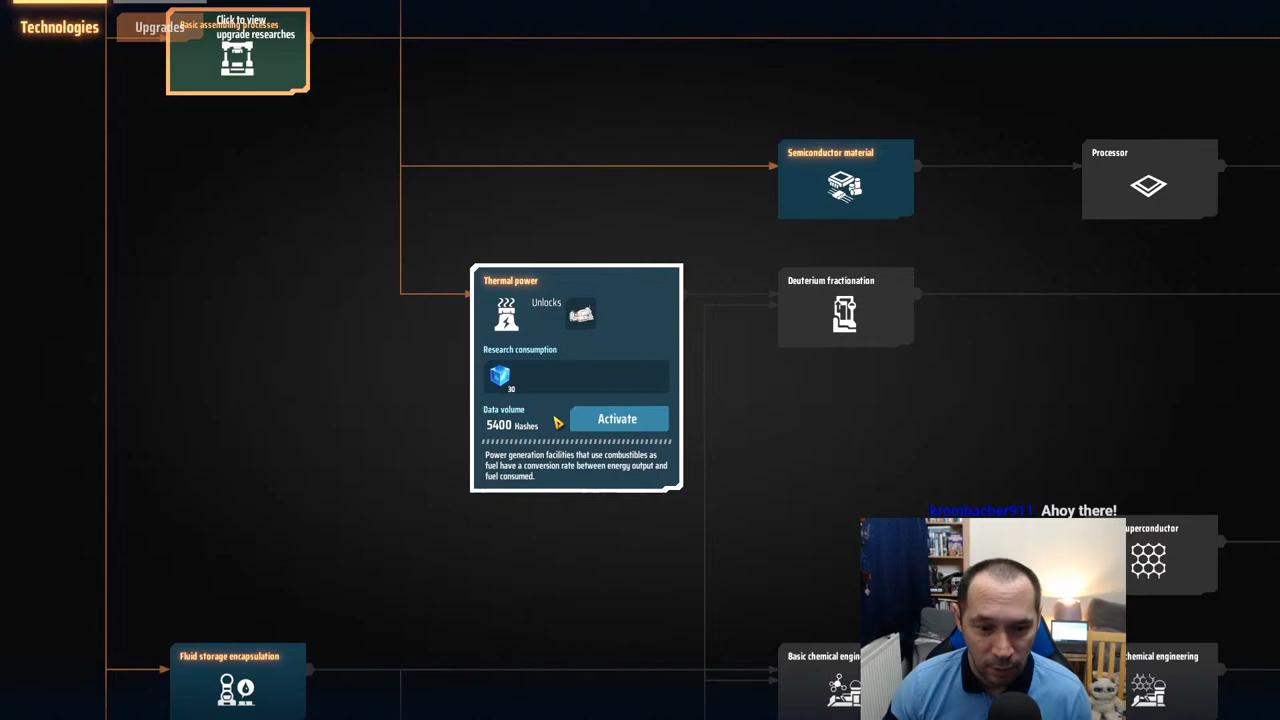 Technologies
Upgrades
Basic assembling processes
Click to view
upgrade researches
Semiconductor material
Processor
Thermal power
Unlocks
Research consumption
30
Data volume
5400 Hashes
Activate
Power generation facilities that use combustibles as
fuel have a conversion rate between energy output and
fuel consumed.
Deuterium fractionation
krombacher911 Ahoy there!
uperconductor
Fluid storage encapsulation
Basic chemical engin
chemical engineering